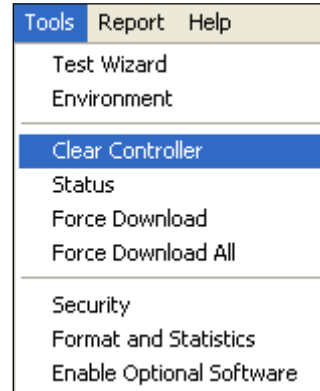 Tools Report Help
Test Wizard
Environment
Clear Controller
Status
Force Download
Force Download All
Security
Format and Statistics
Enable Optional Software